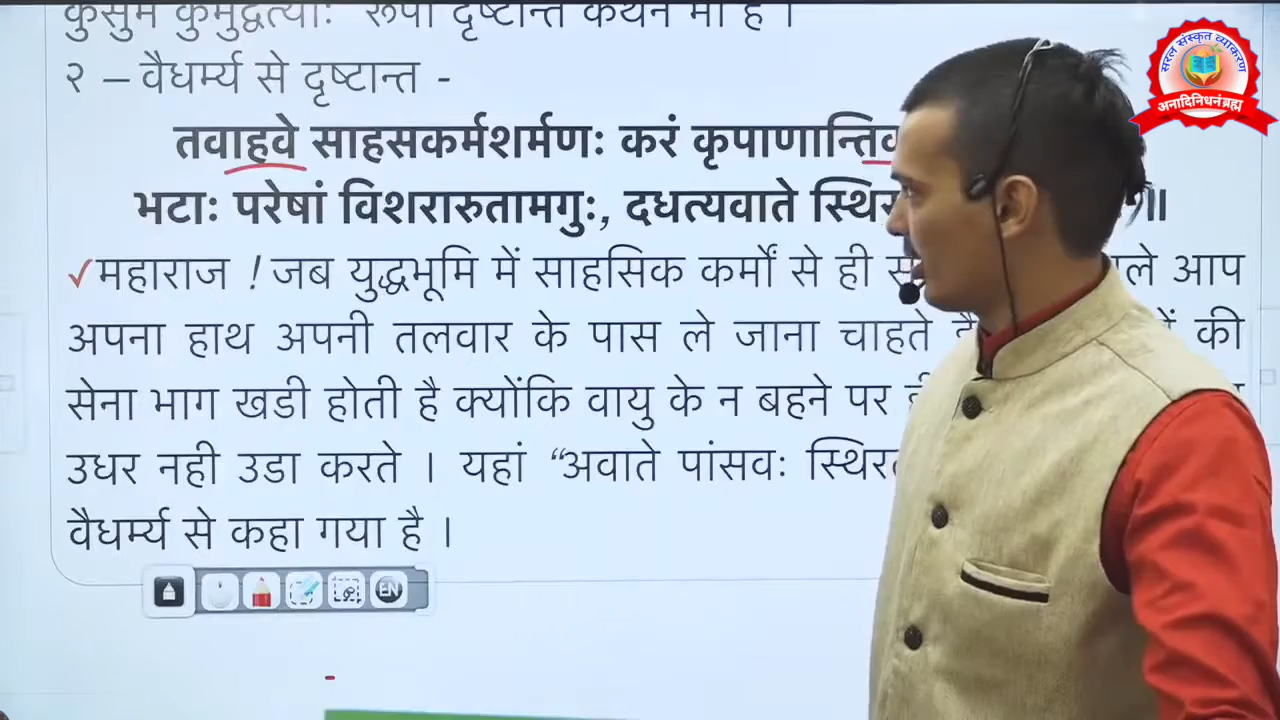 कुसुम कुमुद्वत्याः रूपी दृष्टान्त कथन भी है ।
२ – वैधर्म्य से दृष्टान्त -
तवाहवे साहसकर्मशर्मणः करं कृपाणान्तिक
भटाः परेषां विशरारुतामगुः, दधत्यवाते स्थिर ॥
✓महाराज ! जब युद्धभूमि में साहसिक कर्मों से ही आप
अपना हाथ अपनी तलवार के पास ले जाना चाहते की
सेना भाग खडी होती है क्योंकि वायु के न बहने पर
उधर नही उडा करते । यहां “अवाते पांसवः
वैधर्म्य से कहा गया है ।
EN
सरल संस्कृत व्याकरण
अनादिनिधनंब्रह्म